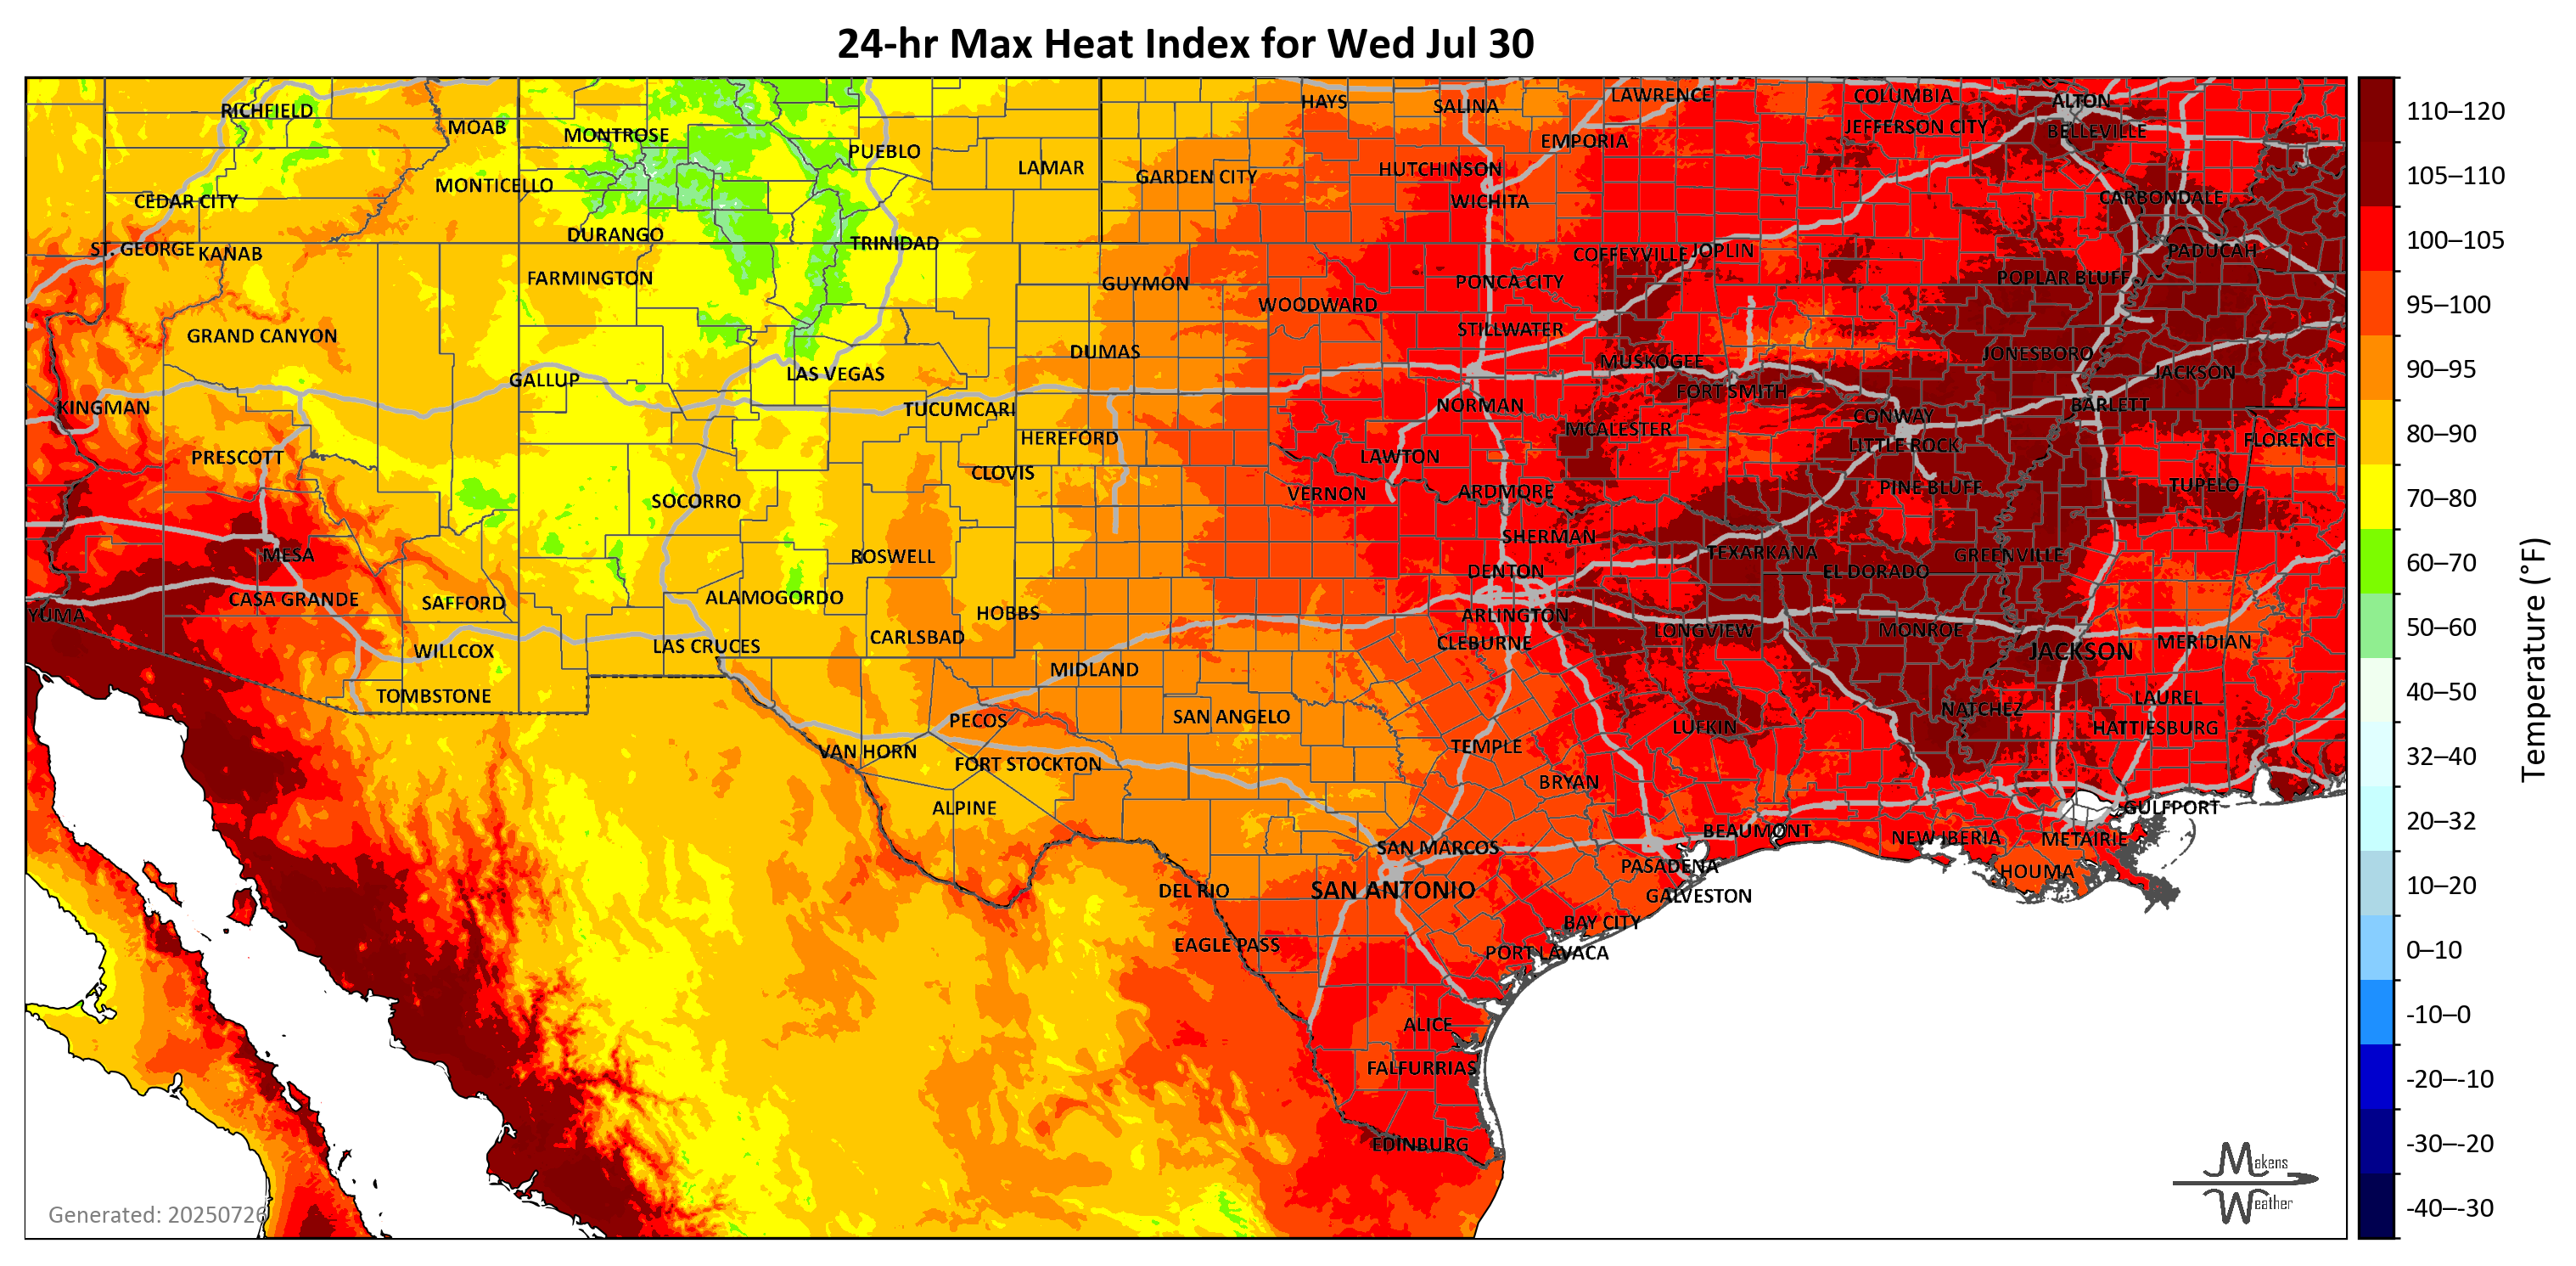 24-hr Max Heat Index for Wed Jul 30
RICHFIELD
MOAB
MONTROSE
PUEBLO
LAMAR
HAYS
SALINA
LAWRENCE
EMPORIA
COLUMBIA
JEFFERSON CITY
ALTON
BELLEVILLE
CEDAR CITY
MONTICELLO
GARDEN CITY
HUTCHINSON
WICHITA
CARBONDALE
ST. GEORGE
KANAB
DURANGO
TRINIDAD
COFFEYVILLE
JOPLIN
PADUCAH
FARMINGTON
GUYMON
PONCA CITY
POPLAR BLUFF
WOODWARD
GRAND CANYON
STILLWATER
DUMAS
MUSKOGEE
JONESBORO
GALLUP
LAS VEGAS
FORT SMITH
JACKSON
KINGMAN
TUCUMCARI
NORMAN
CONWAY
BARLETT
PRESCOTT
HEREFORD
MCALESTER
LITTLE ROCK
FLORENCE
CLOVIS
LAWTON
SOCORRO
VERNON
ARDMORE
PINE BLUFF
TUPELO
MESA
ROSWELL
SHERMAN
TEXARKANA
GREENVILLE
DENTON
EL DORADO
YUMA
CASA GRANDE
SAFFORD
ALAMOGORDO
HOBBS
ARLINGTON
WILLCOX
LAS CRUCES
CARLSBAD
CLEBURNE
LONGVIEW
MONROE
JACKSON
MERIDIAN
TOMBSTONE
MIDLAND
LAUREL
PECOS
SAN ANGELO
LUFKIN
NATCHEZ
HATTIESBURG
VAN HORN
FORT STOCKTON
TEMPLE
BRYAN
ALPINE
GULFPORT
SAN MARCOS
BEAUMONT
NEW IBERIA
METAIRIE
DEL RIO
SAN ANTONIO
PASADENA
GALVESTON
HOUMA
EAGLE PASS
BAY CITY
PORT LAVACA
ALICE
FALFURRIAS
EDINBURG
Generated: 20250726
Makens
Weather
110–120
105–110
100–105
95–100
90–95
80–90
70–80
60–70
50–60
40–50
32–40
20–32
10–20
0–10
-10–0
-20–-10
-30–-20
-40–-30
Temperature (°F)